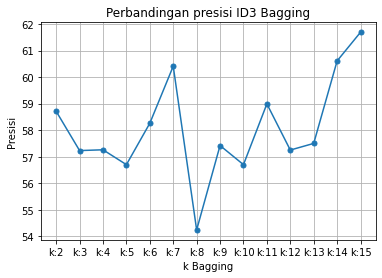 Perbandingan presisi ID3 Bagging
62
61
60
59
58
57
56
55
54
Presisi
k:2 k:3 k:4 k:5 k:6 k:7 k:8 k:9 k:10 k:11 k:12 k:13 k:14 k:15
k Bagging